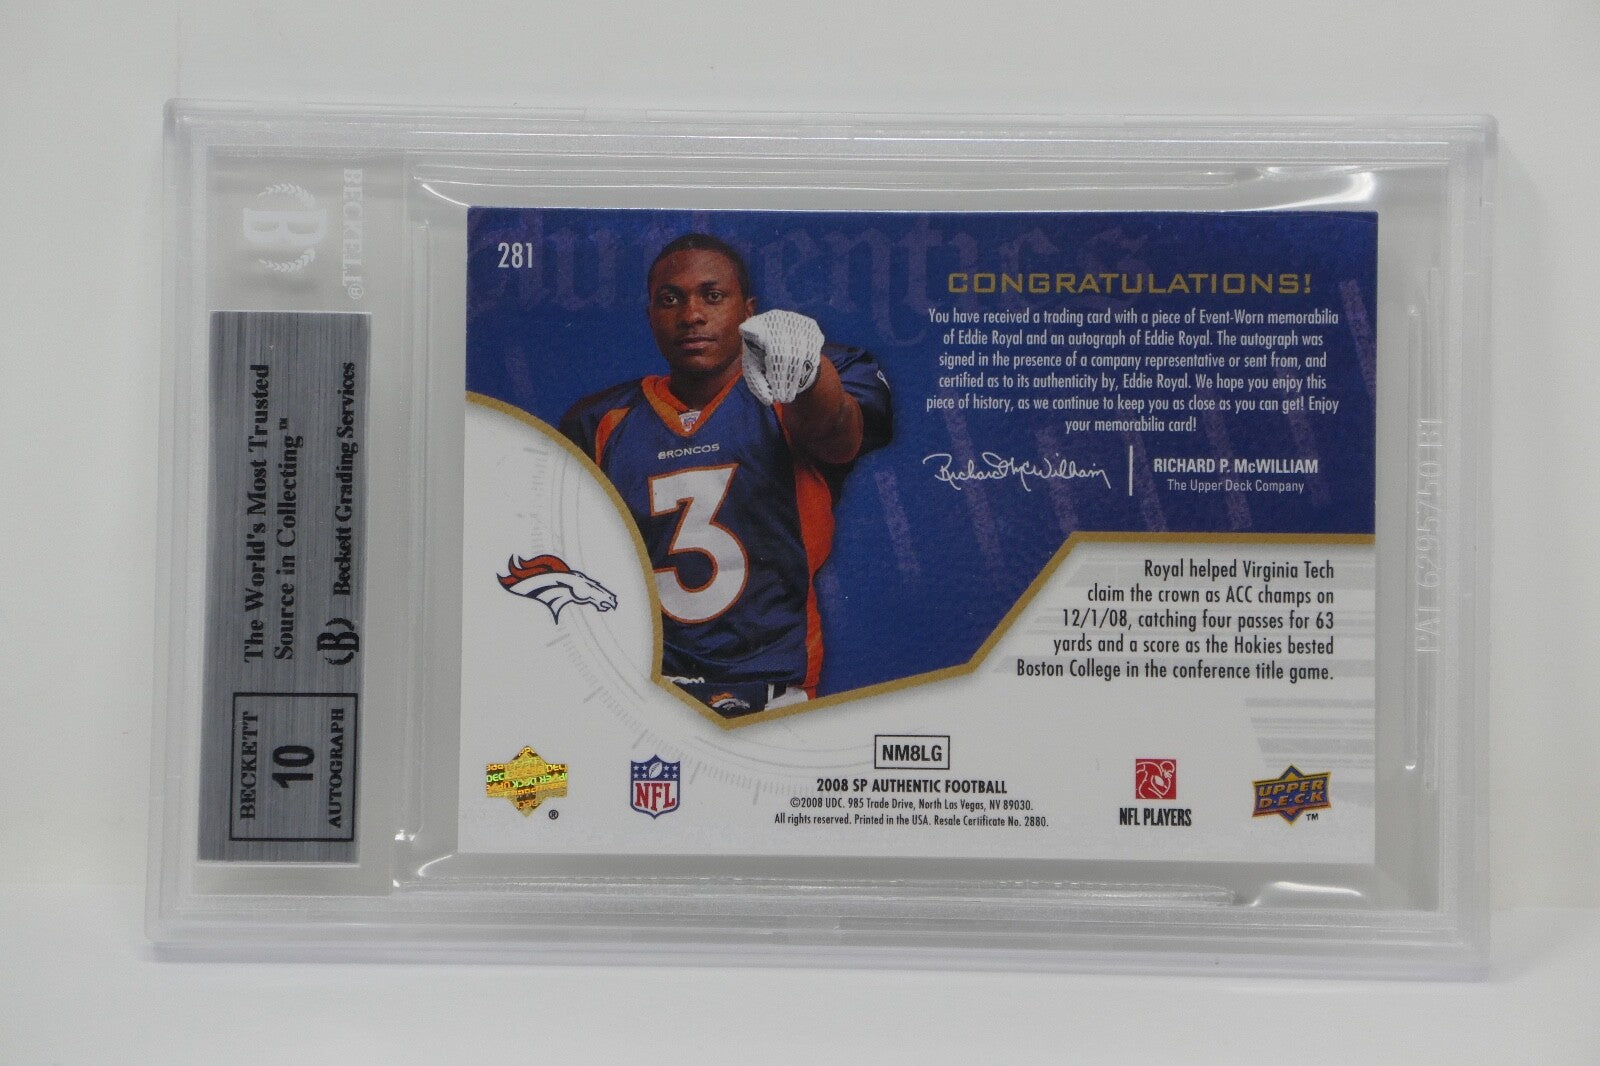 BECKETT®
The World's Most Trusted
Source in Collecting™
Beckett Grading Services
BECKETT
10
AUTOGRAPH
281
Authentics
CONGRATULATIONS!
You have received a trading card with a piece of Event-Worn memorabilia
of Eddie Royal and an autograph of Eddie Royal. The autograph was
signed in the presence of a company representative or sent from, and
certified as to its authenticity by, Eddie Royal. We hope you enjoy this
piece of history, as we continue to keep you as close as you can get! Enjoy
your memorabilia card!
Richard McWilliam
RICHARD P. McWILLIAM
The Upper Deck Company
BRONCOS
3
Royal helped Virginia Tech
claim the crown as ACC champs on
12/1/08, catching four passes for 63
yards and a score as the Hokies bested
Boston College in the conference title game.
NM8LG
2008 SP AUTHENTIC FOOTBALL
©2008 UDC. 985 Trade Drive, North Las Vegas, NV 89030.
All rights reserved. Printed in the USA. Resale Certificate No. 2880.
®
NFL
NFL PLAYERS
UPPER
D·E·C·K
TM